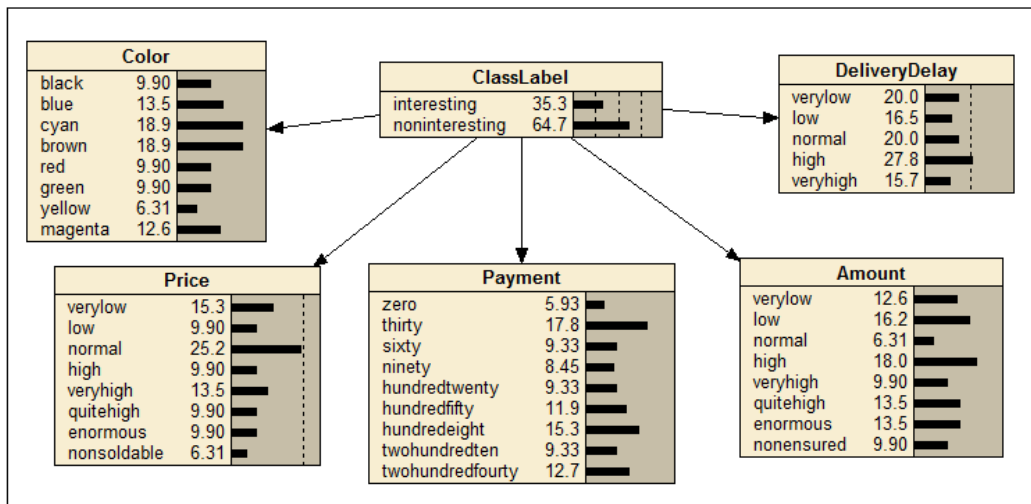 Color
black 9.90
blue 13.5
cyan 18.9
brown 18.9
red 9.90
green 9.90
yellow 6.31
magenta 12.6
ClassLabel
interesting 35.3
noninteresting 64.7
DeliveryDelay
verylow 20.0
low 16.5
normal 20.0
high 27.8
veryhigh 15.7
Price
verylow 15.3
low 9.90
normal 25.2
high 9.90
veryhigh 13.5
quitehigh 9.90
enormous 9.90
nonsoldable 6.31
Payment
zero 5.93
thirty 17.8
sixty 9.33
ninety 8.45
hundredtwenty 9.33
hundredfifty 11.9
hundredeight 15.3
twohundredten 9.33
twohundredfourty 12.7
Amount
verylow 12.6
low 16.2
normal 6.31
high 18.0
veryhigh 9.90
quitehigh 13.5
enormous 13.5
nonensured 9.90